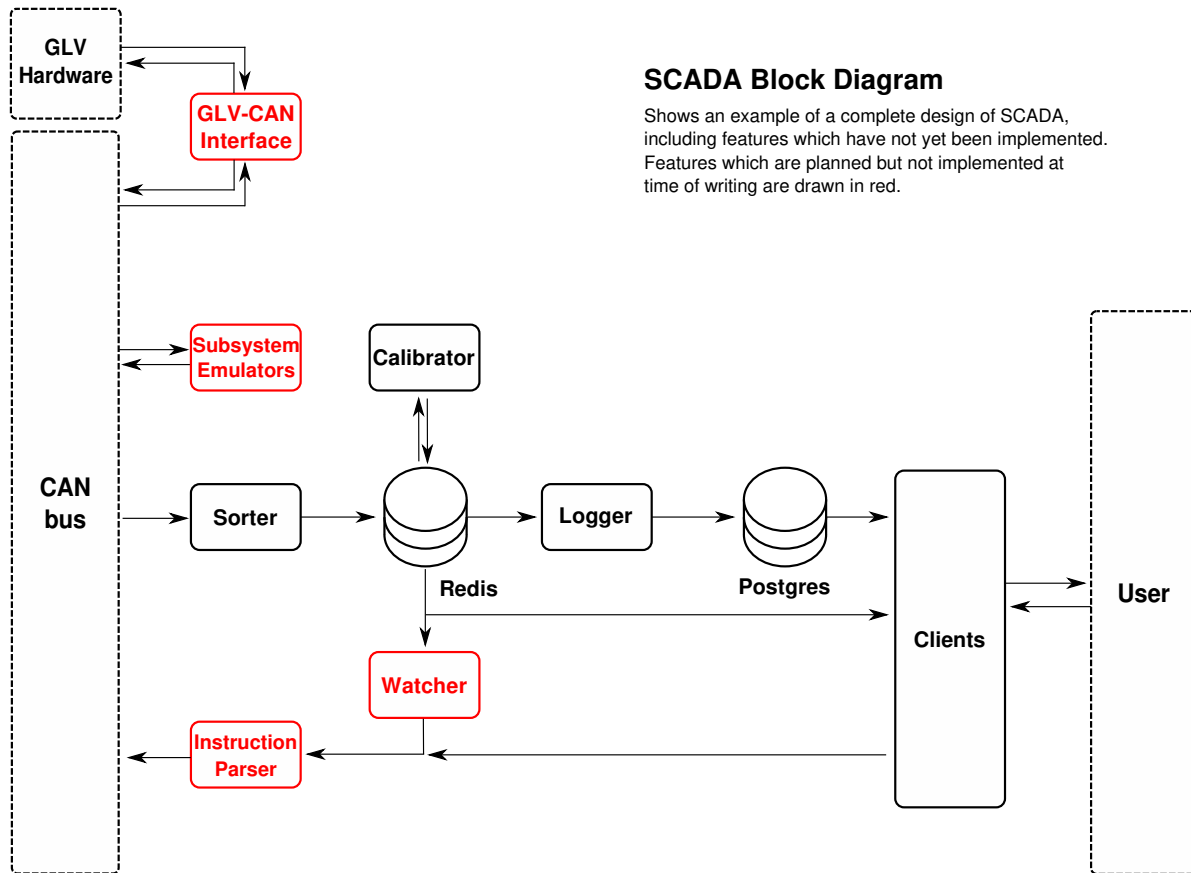 GLV
Hardware
GLV-CAN
Interface
SCADA Block Diagram
Shows an example of a complete design of SCADA,
including features which have not yet been implemented.
Features which are planned but not implemented at
time of writing are drawn in red.
Subsystem
Emulators
Calibrator
CAN
bus
Sorter
Logger
Redis
Postgres
Clients
User
Watcher
Instruction
Parser